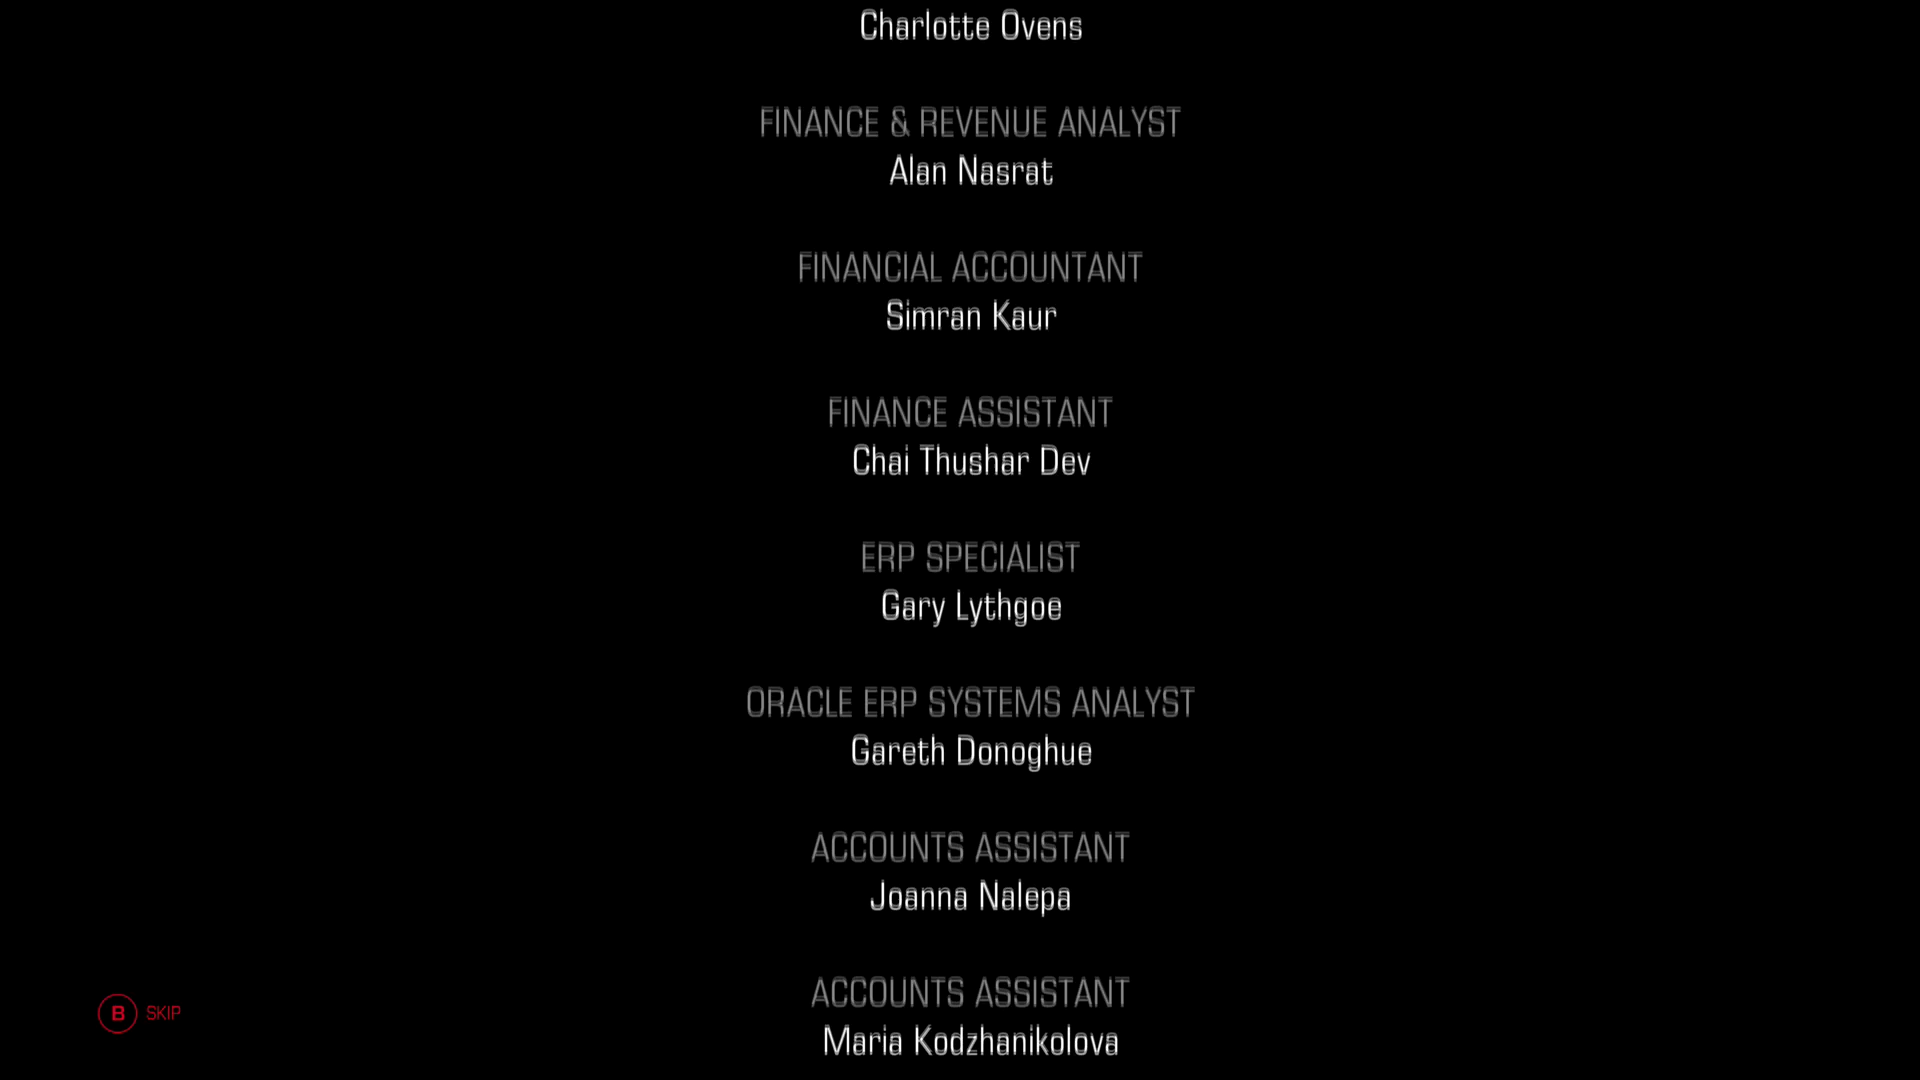 Charlotte Ovens
FINANCE & REVENUE ANALYST
Alan Nasrat
FINANCIAL ACCOUNTANT
Simran Kaur
FINANCE ASSISTANT
Chai Thushar Dev
ERP SPECIALIST
Gary Lythgoe
ORACLE ERP SYSTEMS ANALYST
Gareth Donoghue
ACCOUNTS ASSISTANT
Joanna Nalepa
ACCOUNTS ASSISTANT
B SKIP
Maria Kodzhanikolova